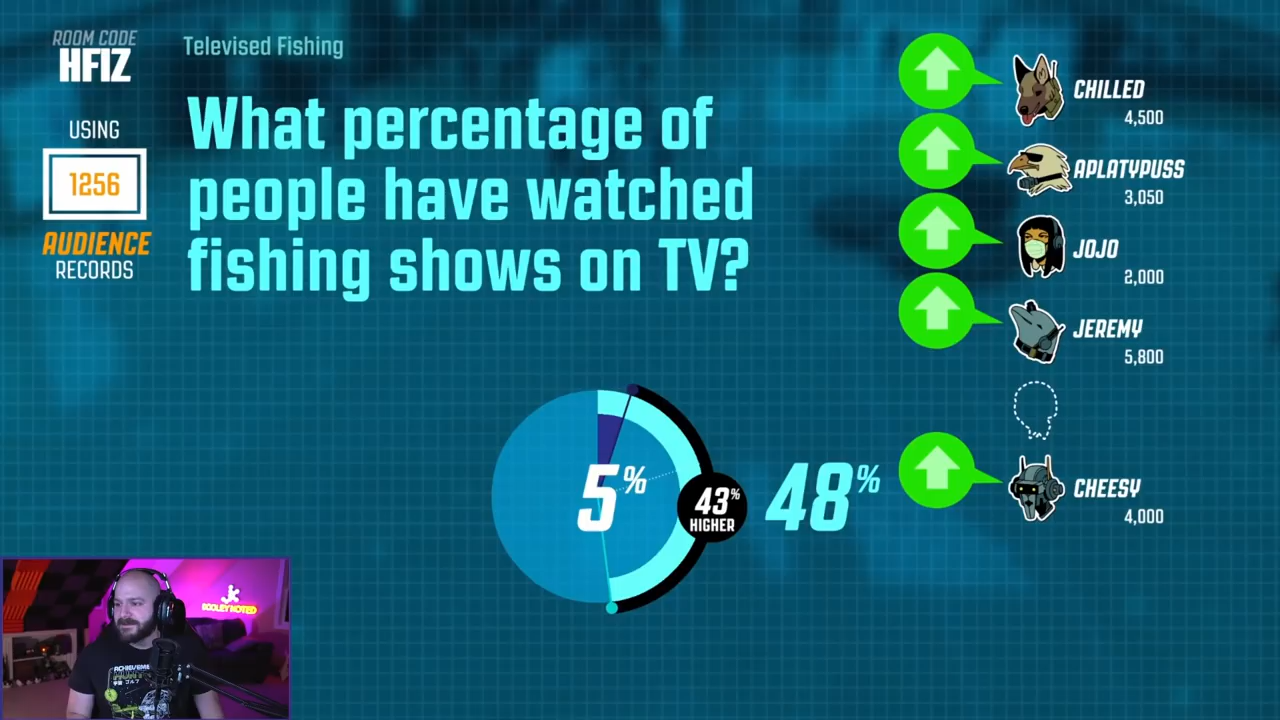 ROOM CODE
HFIZ
USING
1256
AUDIENCE
RECORDS
Televised Fishing
What percentage of
people have watched
fishing shows on TV?
5%
43%
HIGHER
48%
CHILLED
4,500
APLATYPUSS
3,050
JOJO
2,000
JEREMY
5,800
CHEESY
4,000